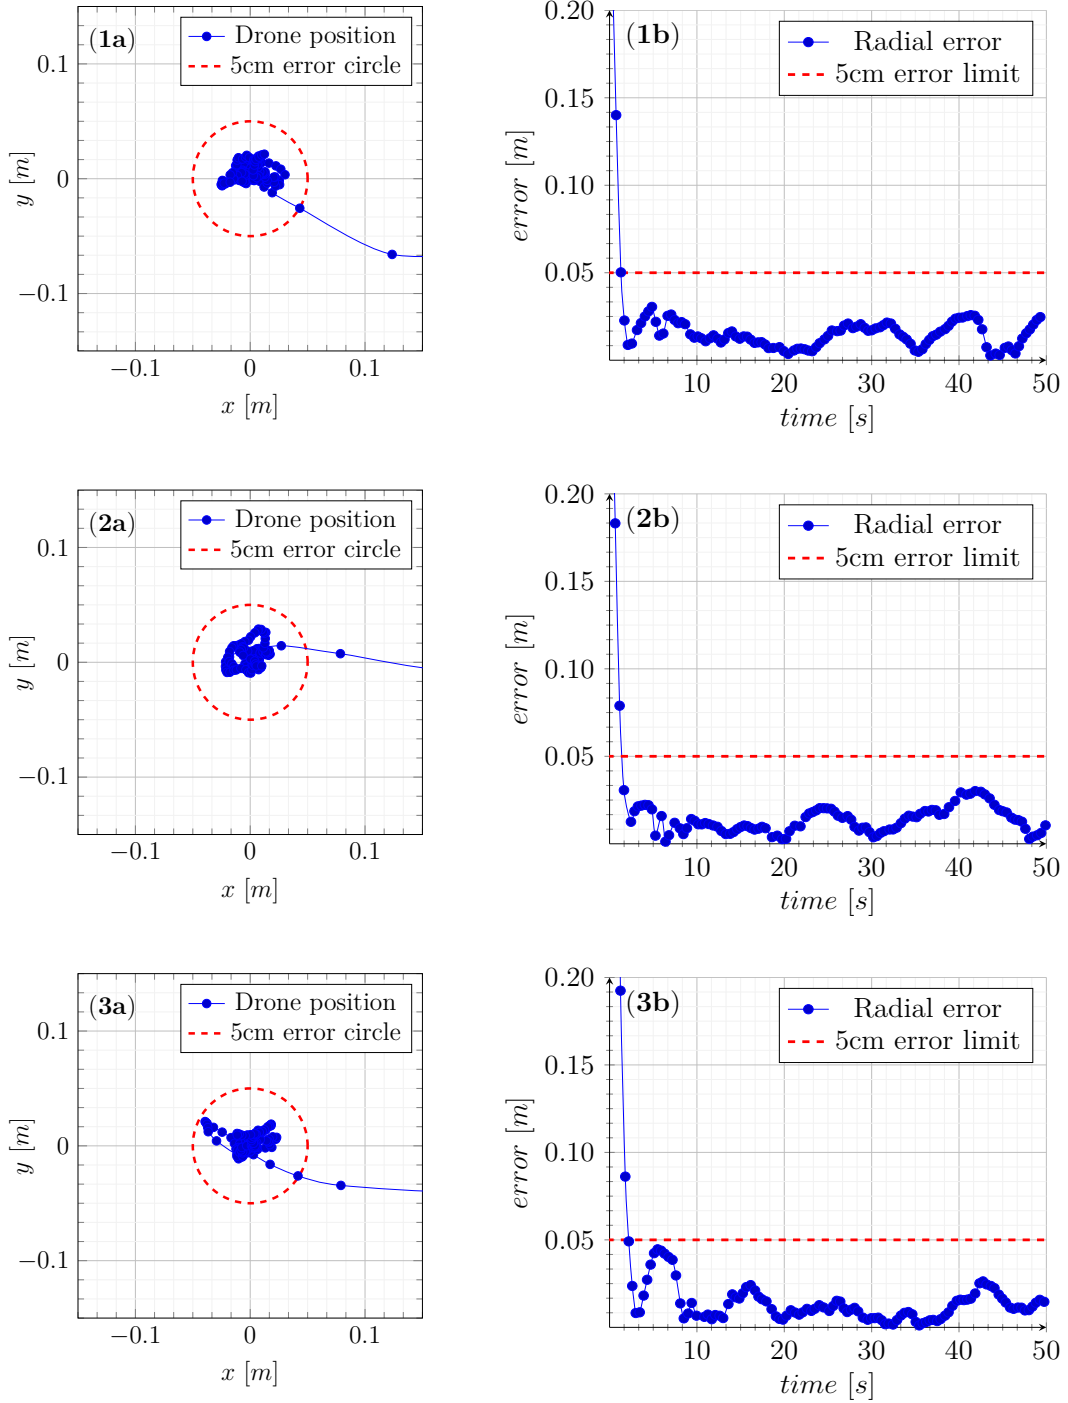 (1a)
Drone position
5cm error circle
0.1
0
−0.1
y [m]
−0.1
0
0.1
x [m]
(1b)
Radial error
5cm error limit
0.20
0.15
0.10
0.05
error [m]
10
20
30
40
50
time [s]
(2a)
Drone position
5cm error circle
0.1
0
−0.1
y [m]
−0.1
0
0.1
x [m]
(2b)
Radial error
5cm error limit
0.20
0.15
0.10
0.05
error [m]
10
20
30
40
50
time [s]
(3a)
Drone position
5cm error circle
0.1
0
−0.1
y [m]
−0.1
0
0.1
x [m]
(3b)
Radial error
5cm error limit
0.20
0.15
0.10
0.05
error [m]
10
20
30
40
50
time [s]